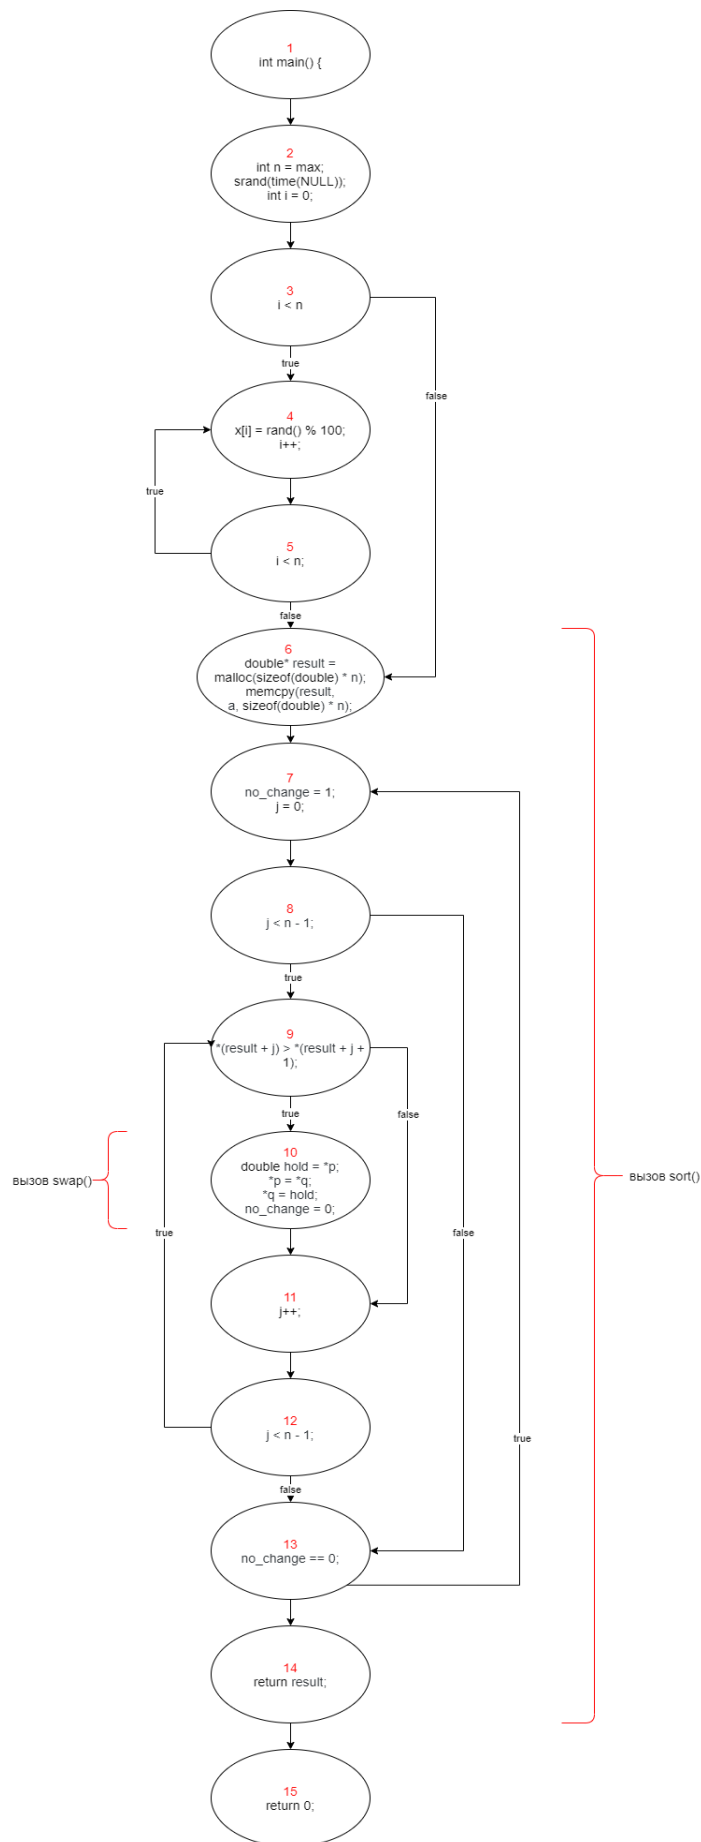 1
int main() {
2
int n = max;
srand(time(NULL));
int i = 0;
3
i < n
true
false
4
x[i] = rand() % 100;
i++;
true
5
i < n;
false
6
double* result =
malloc(sizeof(double) * n);
memcpy(result,
a, sizeof(double) * n);
7
no_change = 1;
j = 0;
8
j < n - 1;
true
9
*(result + j) > *(result + j +
1);
true
false
10
double hold = *p;
*p = *q;
*q = hold;
no_change = 0;
вызов swap()
вызов sort()
true
false
11
j++;
12
j < n - 1;
true
false
13
no_change == 0;
14
return result;
15
return 0;